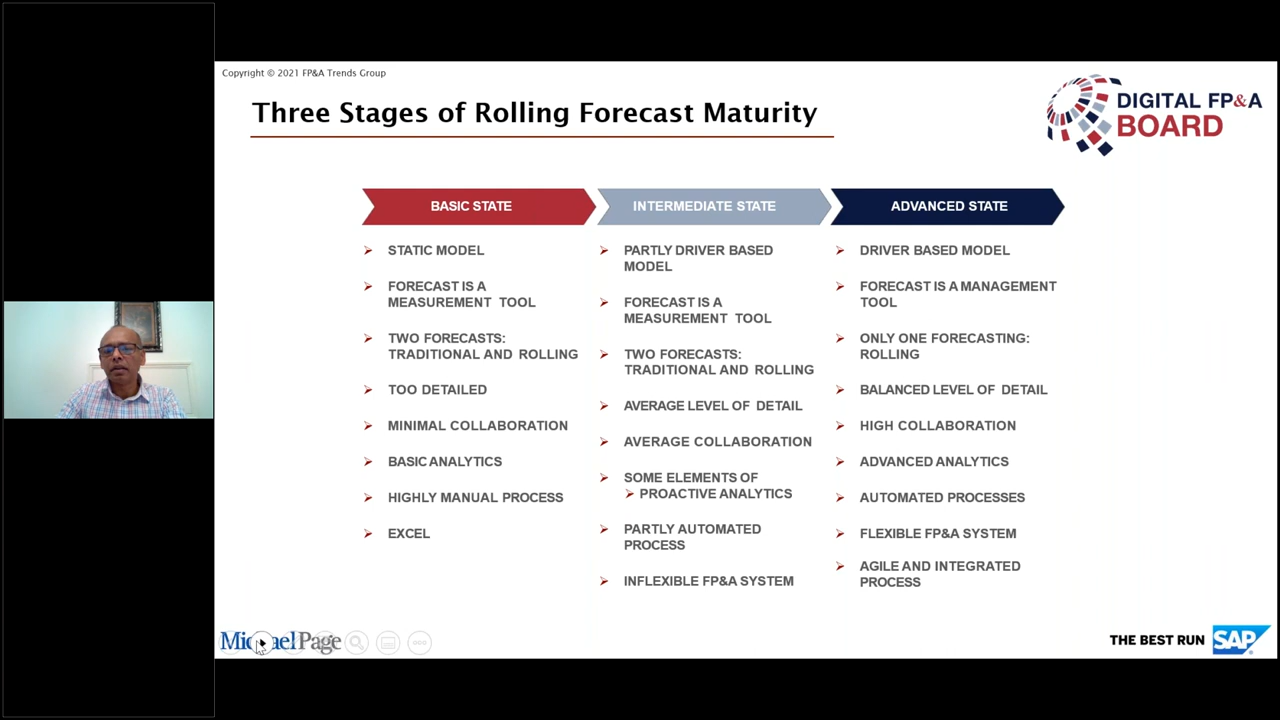 Copyright © 2021 FP&A Trends Group
Three Stages of Rolling Forecast Maturity
DIGITAL FP&A
BOARD
BASIC STATE
STATIC MODEL
FORECAST IS A
MEASUREMENT TOOL
TWO FORECASTS:
TRADITIONAL AND ROLLING
TOO DETAILED
MINIMAL COLLABORATION
BASIC ANALYTICS
HIGHLY MANUAL PROCESS
EXCEL
INTERMEDIATE STATE
PARTLY DRIVER BASED
MODEL
FORECAST IS A
MEASUREMENT TOOL
TWO FORECASTS:
TRADITIONAL AND ROLLING
AVERAGE LEVEL OF DETAIL
AVERAGE COLLABORATION
SOME ELEMENTS OF
PROACTIVE ANALYTICS
PARTLY AUTOMATED
PROCESS
INFLEXIBLE FP&A SYSTEM
ADVANCED STATE
DRIVER BASED MODEL
FORECAST IS A MANAGEMENT
TOOL
ONLY ONE FORECASTING:
ROLLING
BALANCED LEVEL OF DETAIL
HIGH COLLABORATION
ADVANCED ANALYTICS
AUTOMATED PROCESSES
FLEXIBLE FP&A SYSTEM
AGILE AND INTEGRATED
PROCESS
Michael Page
THE BEST RUN SAP